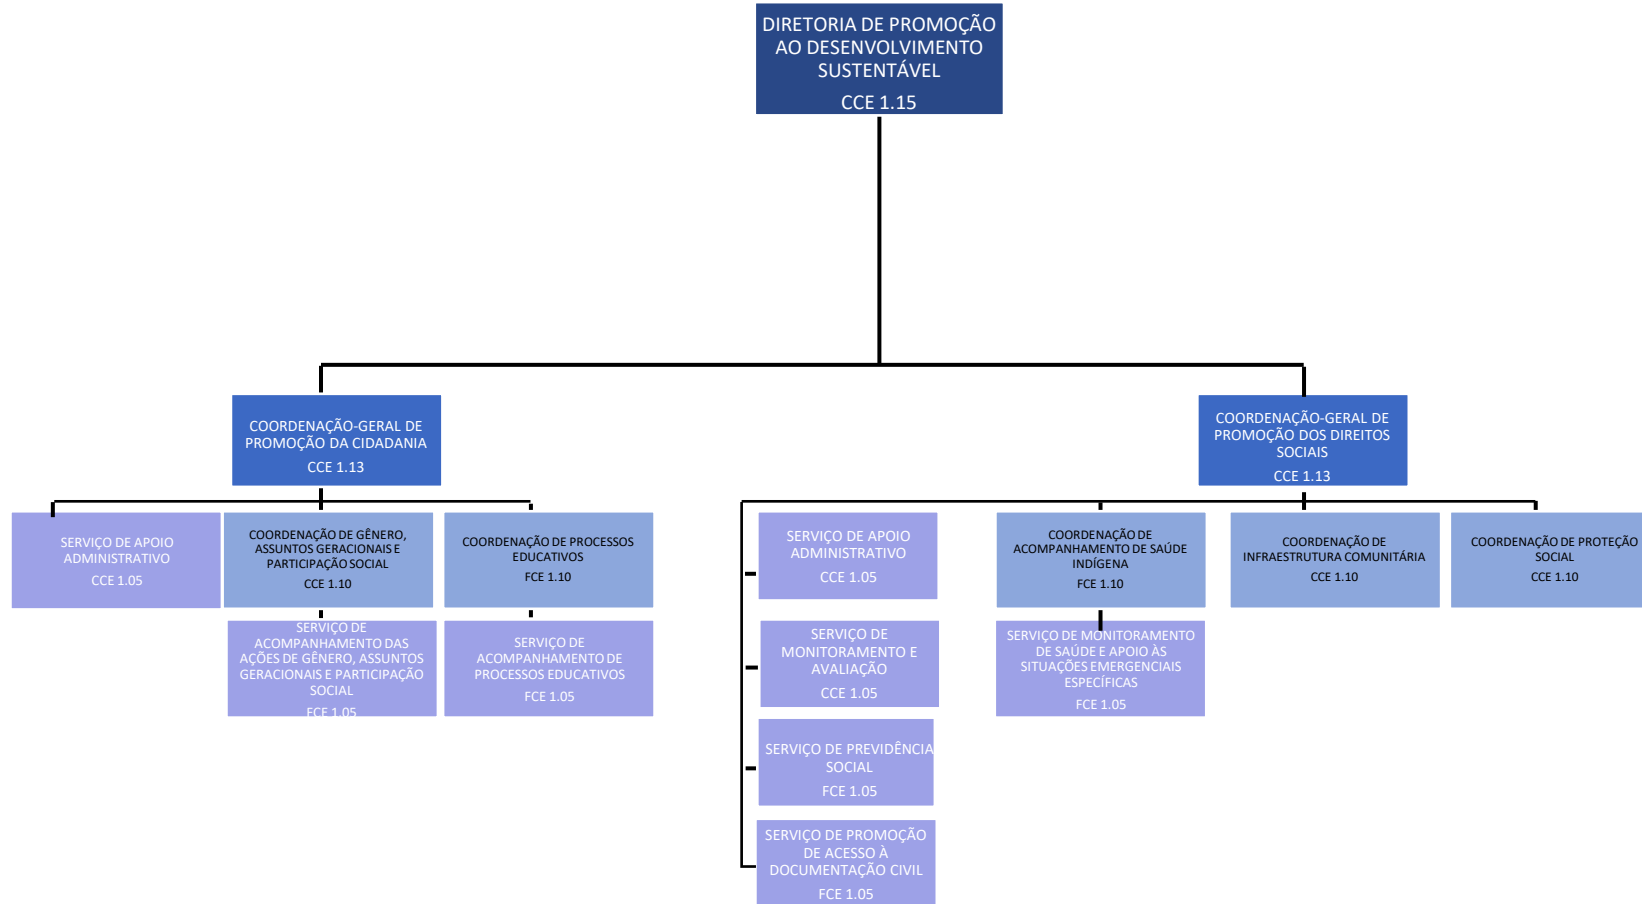 DIRETORIA DE PROMOÇÃO
AO DESENVOLVIMENTO
SUSTENTÁVEL
CCE 1.15
COORDENAÇÃO-GERAL DE
PROMOÇÃO DA CIDADANIA
CCE 1.13
COORDENAÇÃO-GERAL DE
PROMOÇÃO DOS DIREITOS
SOCIAIS
CCE 1.13
SERVIÇO DE APOIO
ADMINISTRATIVO
CCE 1.05
COORDENAÇÃO DE GÊNERO,
ASSUNTOS GERACIONAIS E
PARTICIPAÇÃO SOCIAL
CCE 1.10
COORDENAÇÃO DE PROCESSOS
EDUCATIVOS
FCE 1.10
SERVIÇO DE APOIO
ADMINISTRATIVO
CCE 1.05
COORDENAÇÃO DE
ACOMPANHAMENTO DE SAÚDE
INDÍGENA
FCE 1.10
COORDENAÇÃO DE
INFRAESTRUTURA COMUNITÁRIA
CCE 1.10
COORDENAÇÃO DE PROTEÇÃO
SOCIAL
CCE 1.10
SERVIÇO DE
ACOMPANHAMENTO DAS
AÇÕES DE GÊNERO, ASSUNTOS
GERACIONAIS E PARTICIPAÇÃO
SOCIAL
FCE 1.05
SERVIÇO DE
ACOMPANHAMENTO DE
PROCESSOS EDUCATIVOS
FCE 1.05
SERVIÇO DE
MONITORAMENTO E
AVALIAÇÃO
CCE 1.05
SERVIÇO DE MONITORAMENTO
DE SAÚDE E APOIO ÀS
SITUAÇÕES EMERGENCIAIS
ESPECÍFICAS
FCE 1.05
SERVIÇO DE PREVIDÊNCIA
SOCIAL
FCE 1.05
SERVIÇO DE PROMOÇÃO
DE ACESSO À
DOCUMENTAÇÃO CIVIL
FCE 1.05